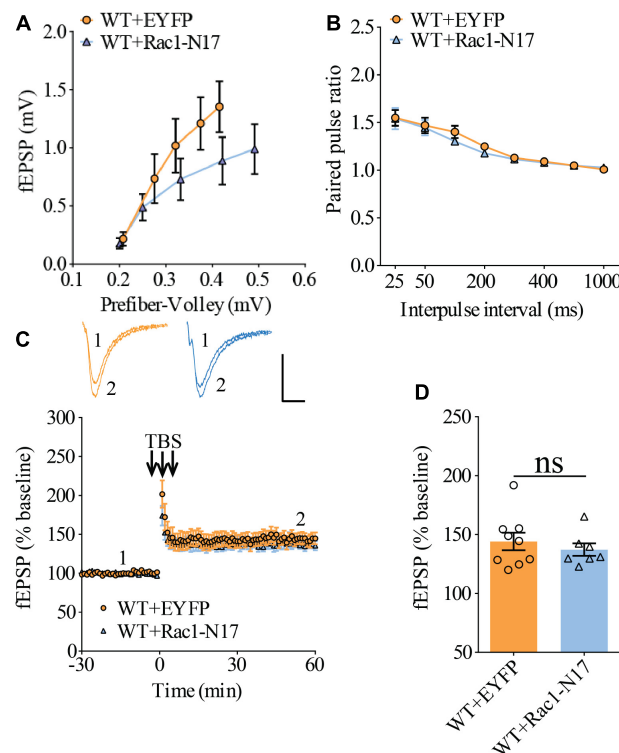 A
WT+EYFP
WT+Rac1-N17
fEPSP (mV)
2.0
1.5
1.0
0.5
0.0
0.1 0.2 0.3 0.4 0.5 0.6
Prefiber-Volley (mV)
B
WT+EYFP
WT+Rac1-N17
Paired pulse ratio
2.5
2.0
1.5
1.0
0.5
0.0
25 50 200 400 1000
Interpulse interval (ms)
C
1
2
1
2
fEPSP (% baseline)
300
250
200
150
100
50
0
TBS
1
2
WT+EYFP
WT+Rac1-N17
-30 0 30 60
Time (min)
D
fEPSP (% baseline)
250
200
150
100
50
ns
WT+EYFP
WT+Rac1-N17